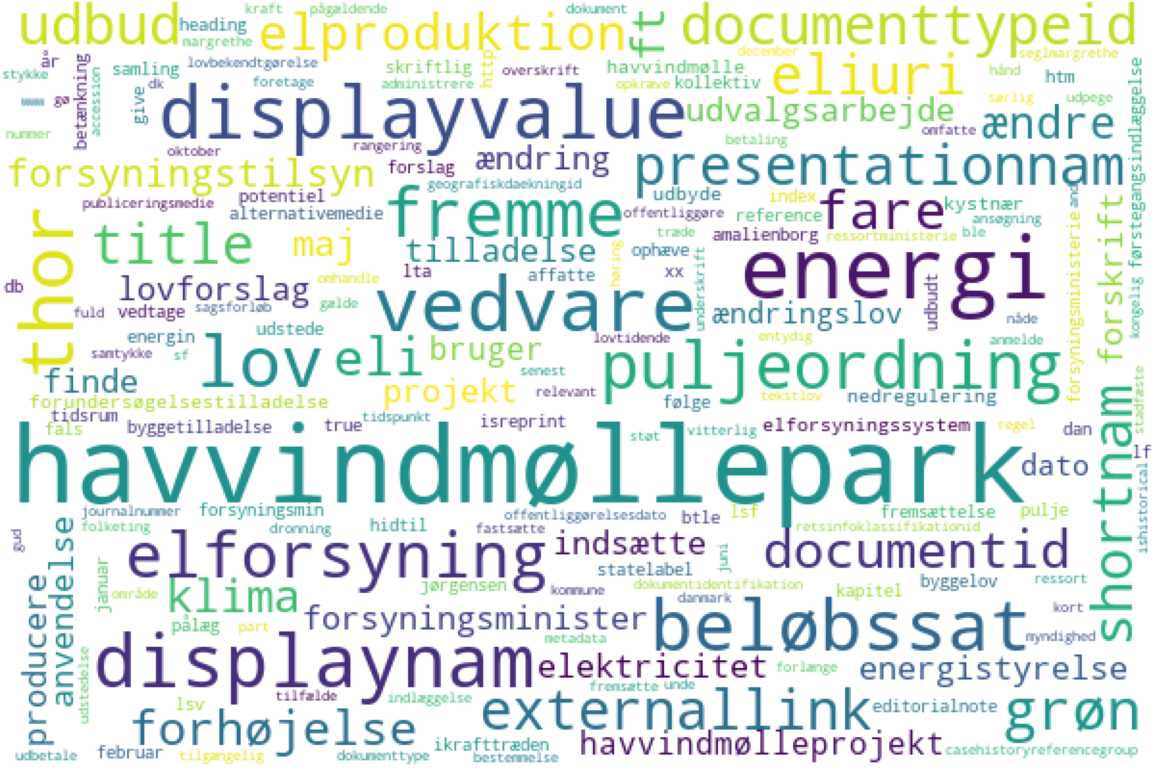 kraft pågældende dokument
udbud heading elproduktion ft documenttypeid
margrethe december seglmargrethe
år lovbekendtgørelse http overskrift havvindmølle eliuri
stykke samling skriftlig kollektiv hånd htm
betænkning accession dk foretage administrere opkræve
www gø give displayvalue udvalgsarbejde særlig udpege
nummer omfatte ændre
oktober rangering ændring betaling
forsyningstilsyn forslag presentationnam førstegangsindlæggelse
publiceringsmedie potentiel geografiskdaekningid udbyde index and
alternativemedie fremme offentliggøre reference fare kystnær
thor title maj tilladelse træde amalienborg ressortministerie ansøgning
omhandle lta affatte høring ophæve ble
db lovforslag xx energi
fuld vedtage sagsforløb gælde vedvare underskrift ændringslov udbudt nåde kongelig
energin udstede lovtidende entydig
samtykke sf lov eli bruger senest puljeordning anmelde forsyningsministerie forskrift
finde projekt relevant tekstlov nedregulering stadfæste
forundersøgelsestilladelse følge
tidsrum tidspunkt
fals byggetilladelse true isreprint støt vitterlig elforsyningssystem regel dan
havvindmøllepark dato lf
journalnummer forsyningsmin offentliggørelsesdato btle lsf fremsættelse pulje ishistorical
folketing dronning hidtil fastsætte retsinfoklassifikationid
gud elforsyning indsætte juni documentid shortnam
anvendelse januar statelabel
område klima jørgensen kommune dokumentidentifikation kapitel byggelov ressort
producere danmark
pålæg part forsyningsminister metadata beløbssat kort myndighed
displaynam elektricitet forlænge energistyrelse
udstedelse tilfælde indlæggelse fremsætte unde
lsv forhøjelse externallink editorialnote grøn
udbetale februar tilgangelig dokumenttype ikrafttræden bestemmelse havvindmølleprojekt casehistoryreferencegroup